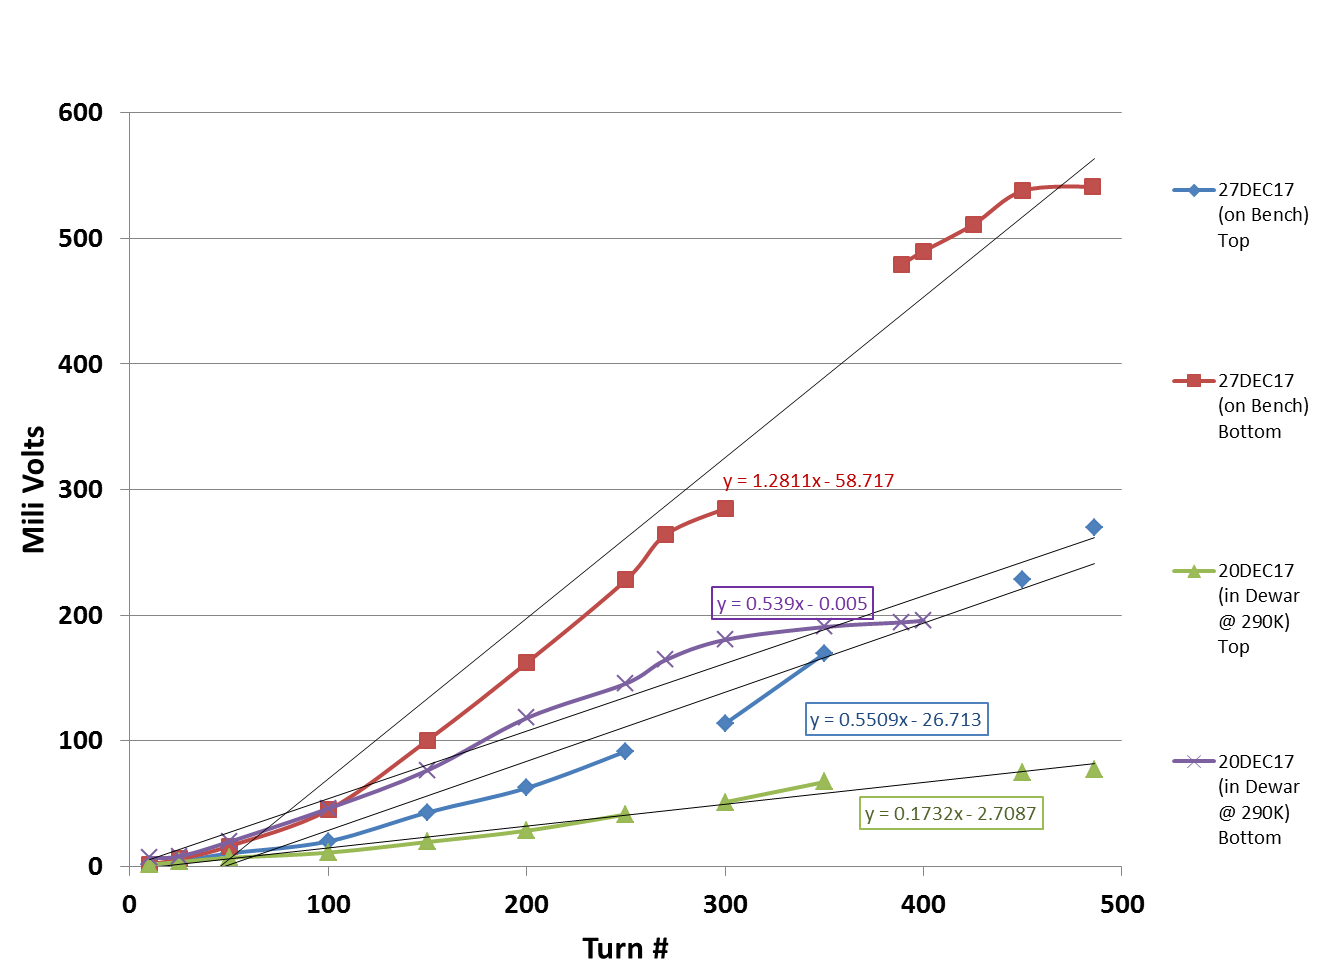 600
500
400
300
200
100
0
Mili Volts
0 100 200 300 400 500
Turn #
y = 1.2811x - 58.717
y = 0.539x - 0.005
y = 0.5509x - 26.713
y = 0.1732x - 2.7087
27DEC17
(on Bench)
Top
27DEC17
(on Bench)
Bottom
20DEC17
(in Dewar
@ 290K)
Top
20DEC17
(in Dewar
@ 290K)
Bottom